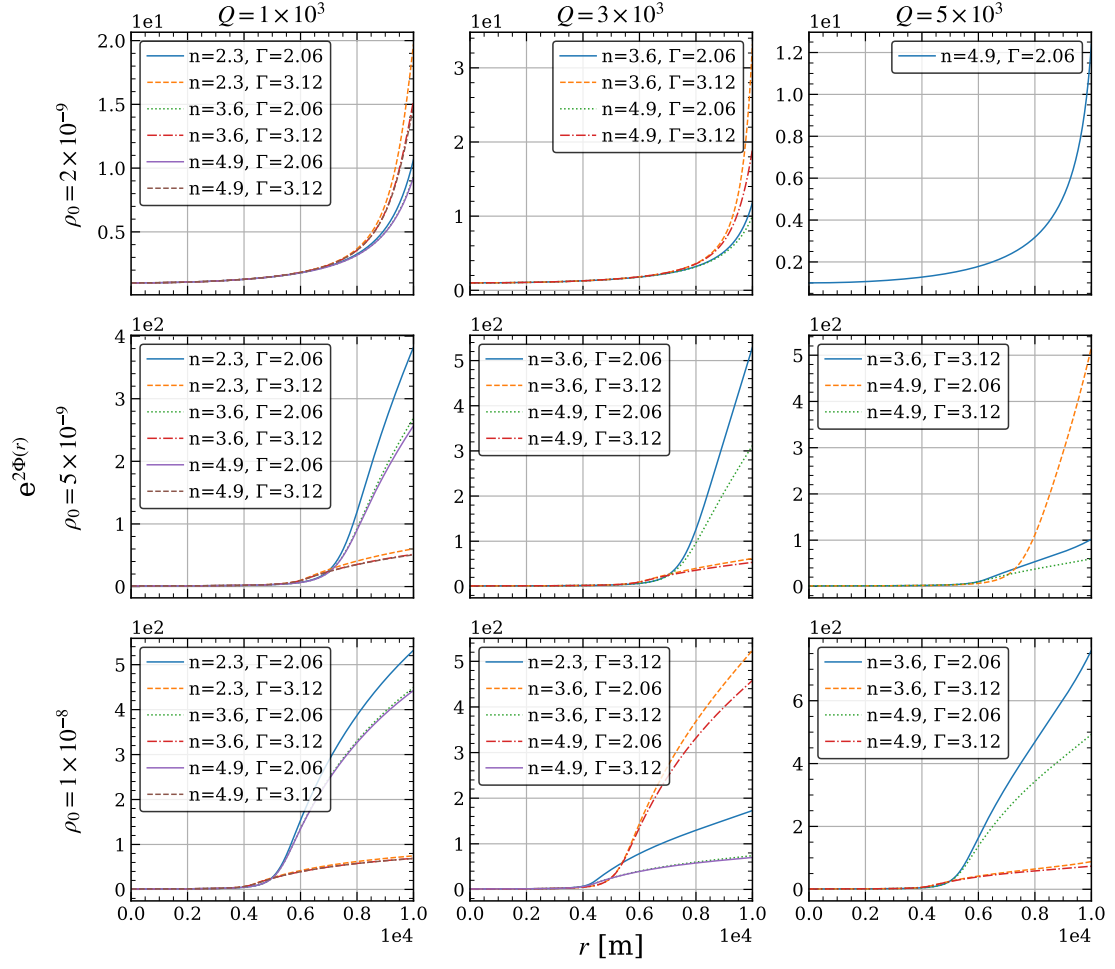 Q = 1 × 10³
Q = 3 × 10³
Q = 5 × 10³
ρ₀ = 2 × 10⁻⁹
1e1
2.0
1.5
1.0
0.5
n=2.3, Γ=2.06
n=2.3, Γ=3.12
n=3.6, Γ=2.06
n=3.6, Γ=3.12
n=4.9, Γ=2.06
n=4.9, Γ=3.12
1e1
3
2
1
0
n=3.6, Γ=2.06
n=3.6, Γ=3.12
n=4.9, Γ=2.06
n=4.9, Γ=3.12
1e1
1.2
1.0
0.8
0.6
0.4
0.2
n=4.9, Γ=2.06
e^{2Φ(r)}
ρ₀ = 5 × 10⁻⁹
1e2
4
3
2
1
0
n=2.3, Γ=2.06
n=2.3, Γ=3.12
n=3.6, Γ=2.06
n=3.6, Γ=3.12
n=4.9, Γ=2.06
n=4.9, Γ=3.12
1e2
5
4
3
2
1
0
n=3.6, Γ=2.06
n=3.6, Γ=3.12
n=4.9, Γ=2.06
n=4.9, Γ=3.12
1e2
5
4
3
2
1
0
n=3.6, Γ=3.12
n=4.9, Γ=2.06
n=4.9, Γ=3.12
ρ₀ = 1 × 10⁻⁸
1e2
5
4
3
2
1
0
n=2.3, Γ=2.06
n=2.3, Γ=3.12
n=3.6, Γ=2.06
n=3.6, Γ=3.12
n=4.9, Γ=2.06
n=4.9, Γ=3.12
0.0 0.2 0.4 0.6 0.8 1.0
1e4
1e2
5
4
3
2
1
0
n=2.3, Γ=3.12
n=3.6, Γ=2.06
n=3.6, Γ=3.12
n=4.9, Γ=2.06
n=4.9, Γ=3.12
0.0 0.2 0.4 0.6 0.8 1.0
1e4
1e2
6
4
2
0
n=3.6, Γ=2.06
n=3.6, Γ=3.12
n=4.9, Γ=2.06
n=4.9, Γ=3.12
0.0 0.2 0.4 0.6 0.8 1.0
1e4
r [m]